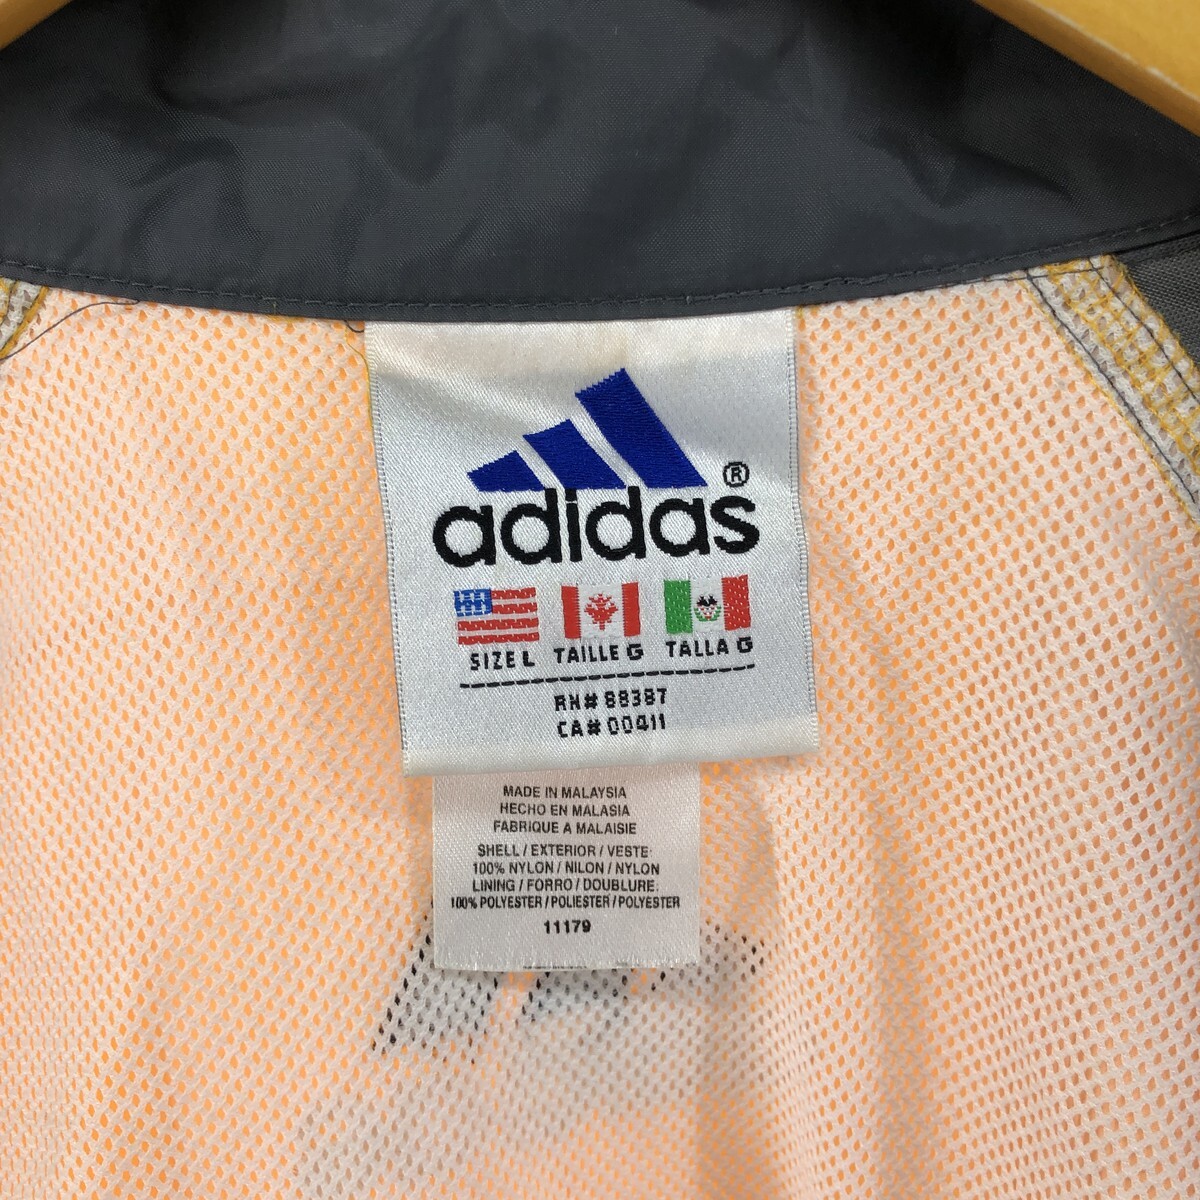 adidas®
SIZE L TAILLE G TALLA G
RN# 88387
CA# 00411
MADE IN MALAYSIA
HECHO EN MALASIA
FABRIQUE A MALAISIE
SHELL / EXTERIOR / VESTE:
100% NYLON / NILON / NYLON
LINING / FORRO / DOUBLURE:
100% POLYESTER / POLIESTER / POLYESTER
11179